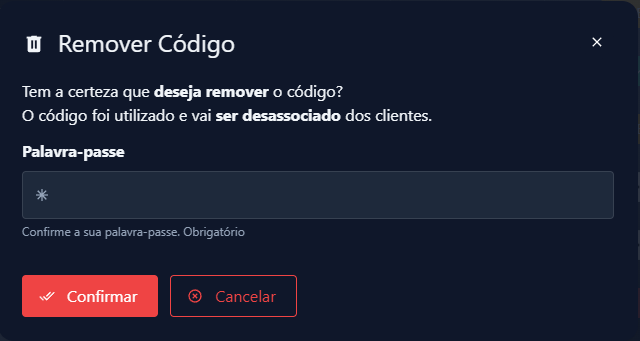 Remover Código
Tem a certeza que deseja remover o código?
O código foi utilizado e vai ser desassociado dos clientes.
Palavra-passe
Confirme a sua palavra-passe. Obrigatório
Confirmar
Cancelar